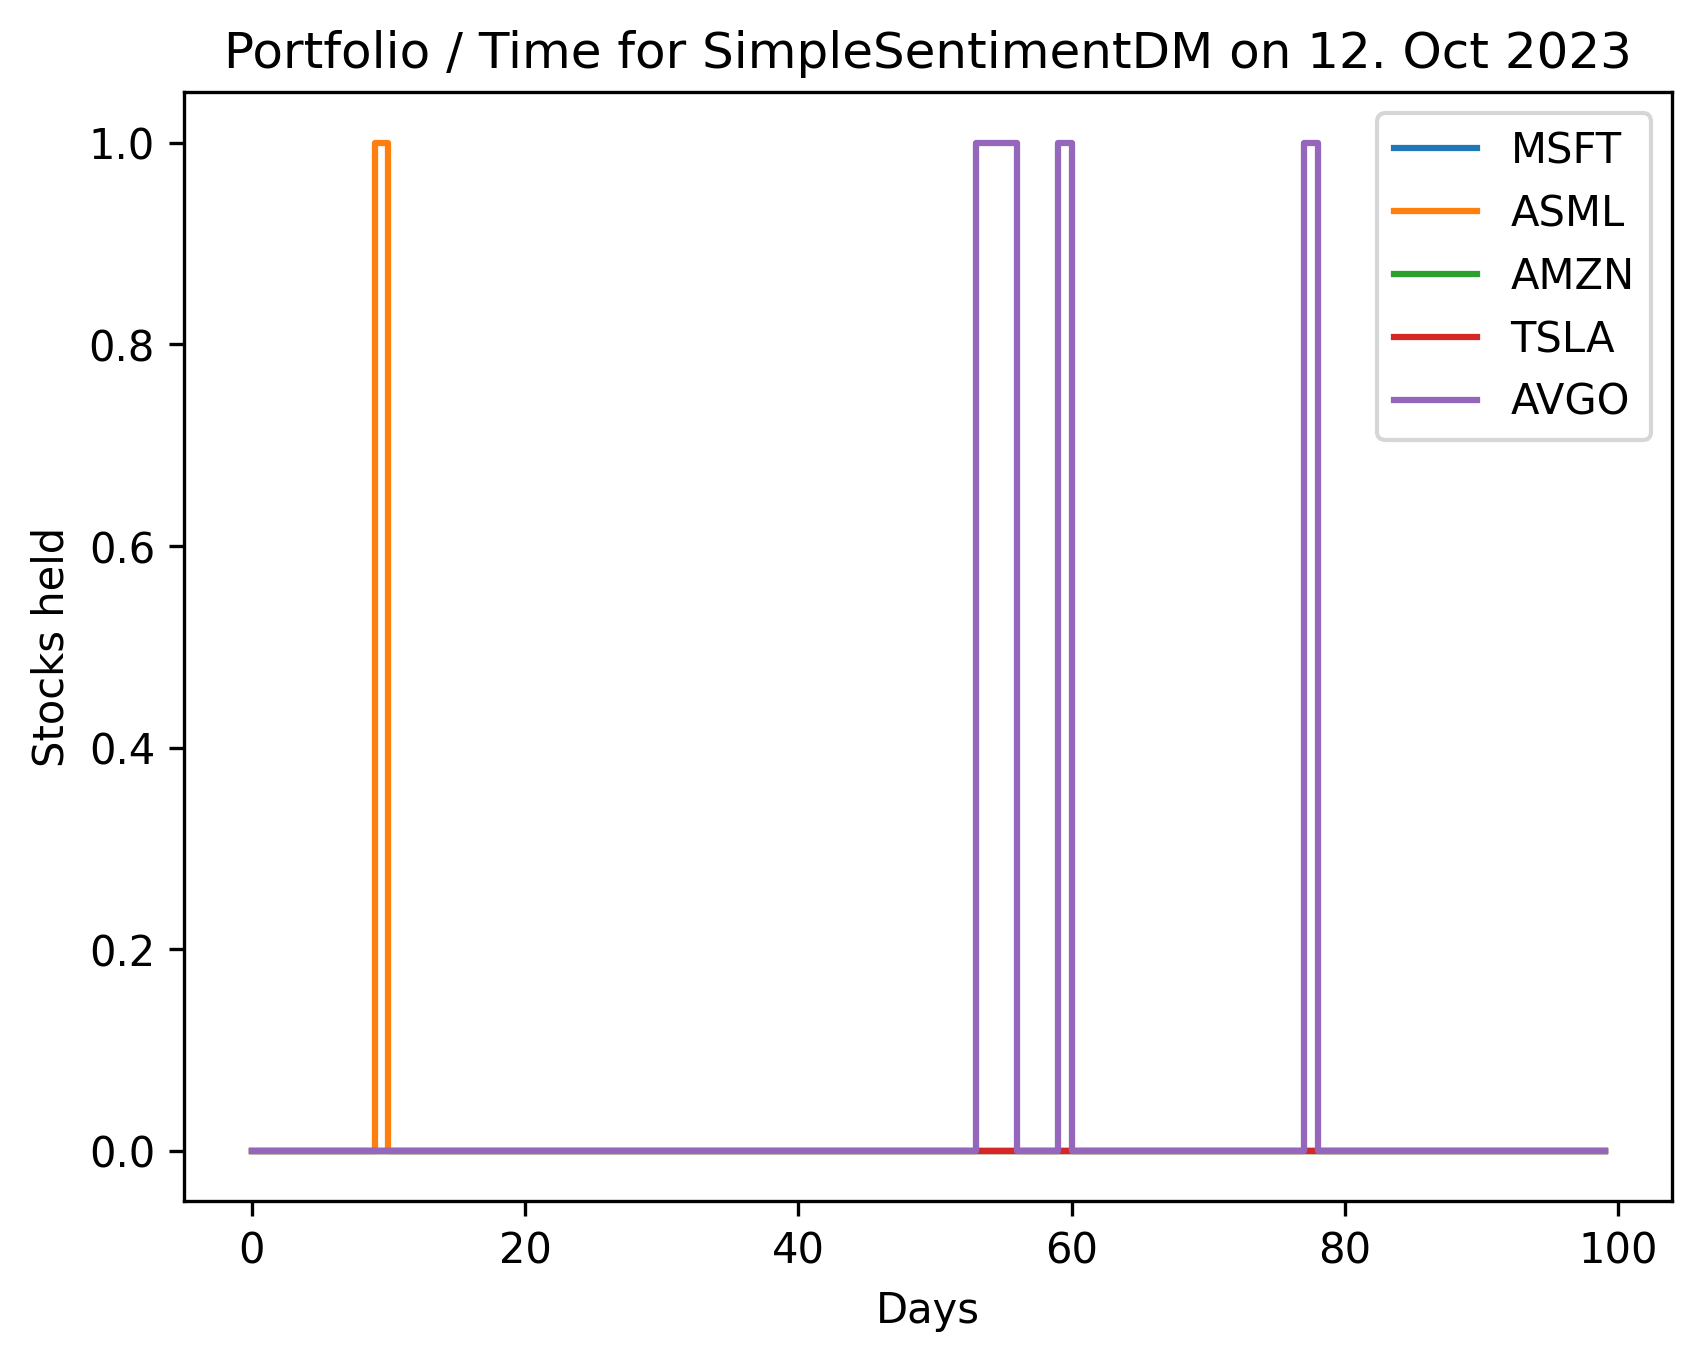 Portfolio / Time for SimpleSentimentDM on 12. Oct 2023
MSFT
ASML
AMZN
TSLA
AVGO
1.0
0.8
0.6
0.4
0.2
0.0
Stocks held
0 20 40 60 80 100
Days